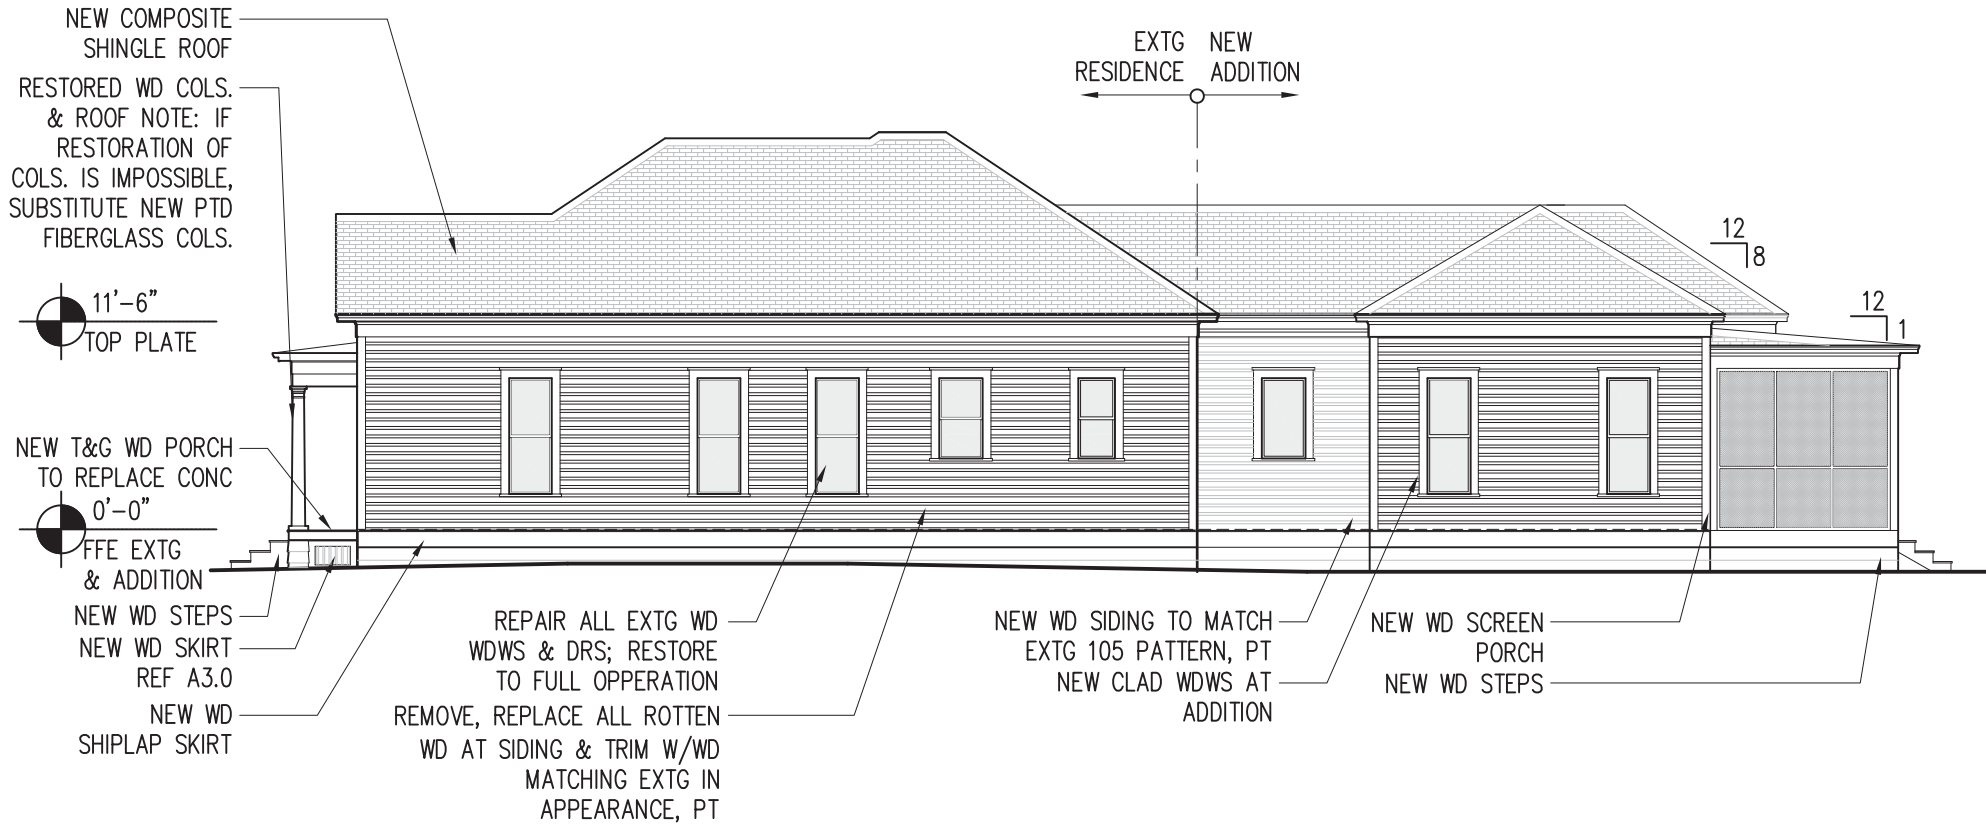 NEW COMPOSITE
SHINGLE ROOF
RESTORED WD COLS.
& ROOF NOTE: IF
RESTORATION OF
COLS. IS IMPOSSIBLE,
SUBSTITUTE NEW PTD
FIBERGLASS COLS.
11'-6"
TOP PLATE
NEW T&G WD PORCH
TO REPLACE CONC
0'-0"
FFE EXTG
& ADDITION
NEW WD STEPS
NEW WD SKIRT
REF A3.0
NEW WD
SHIPLAP SKIRT
EXTG NEW
RESIDENCE ADDITION
12
8
12
1
REPAIR ALL EXTG WD
WDWS & DRS; RESTORE
TO FULL OPPERATION
REMOVE, REPLACE ALL ROTTEN
WD AT SIDING & TRIM W/WD
MATCHING EXTG IN
APPEARANCE, PT
NEW WD SIDING TO MATCH
EXTG 105 PATTERN, PT
NEW CLAD WDWS AT
ADDITION
NEW WD SCREEN
PORCH
NEW WD STEPS